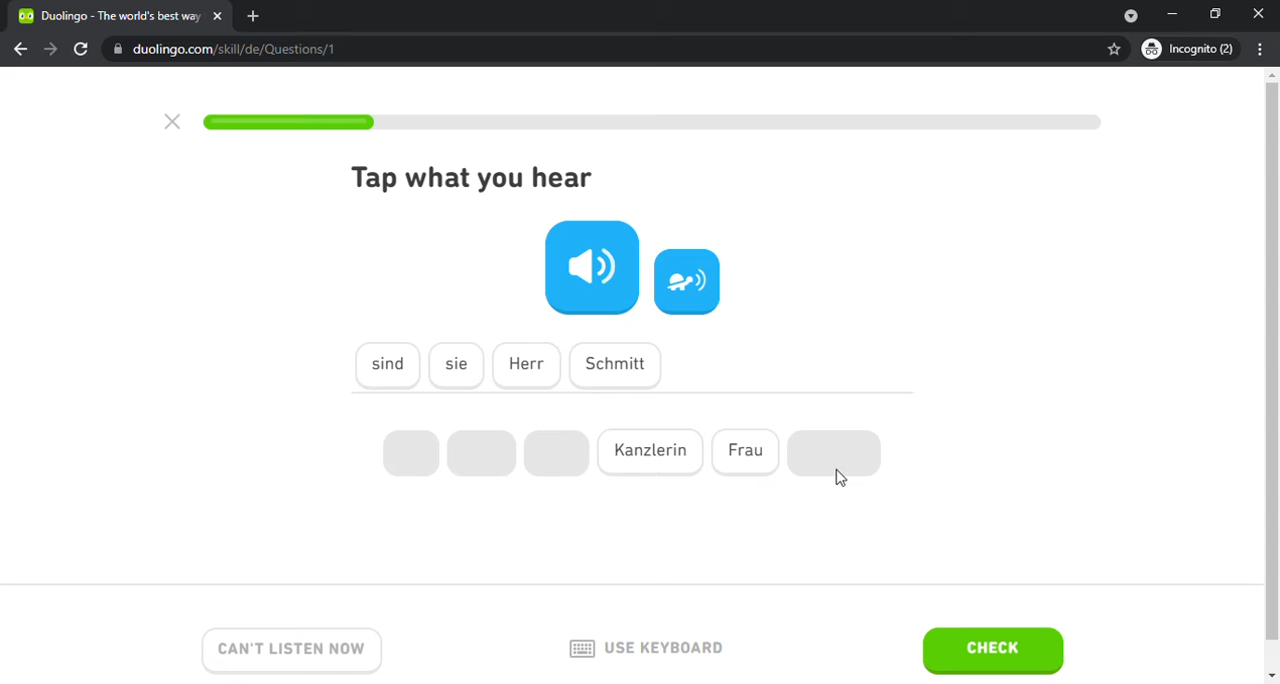 Duolingo - The world's best way
duolingo.com/skill/de/Questions/1
Incognito (2)
Tap what you hear
sind sie Herr Schmitt
Kanzlerin Frau
CAN'T LISTEN NOW USE KEYBOARD CHECK